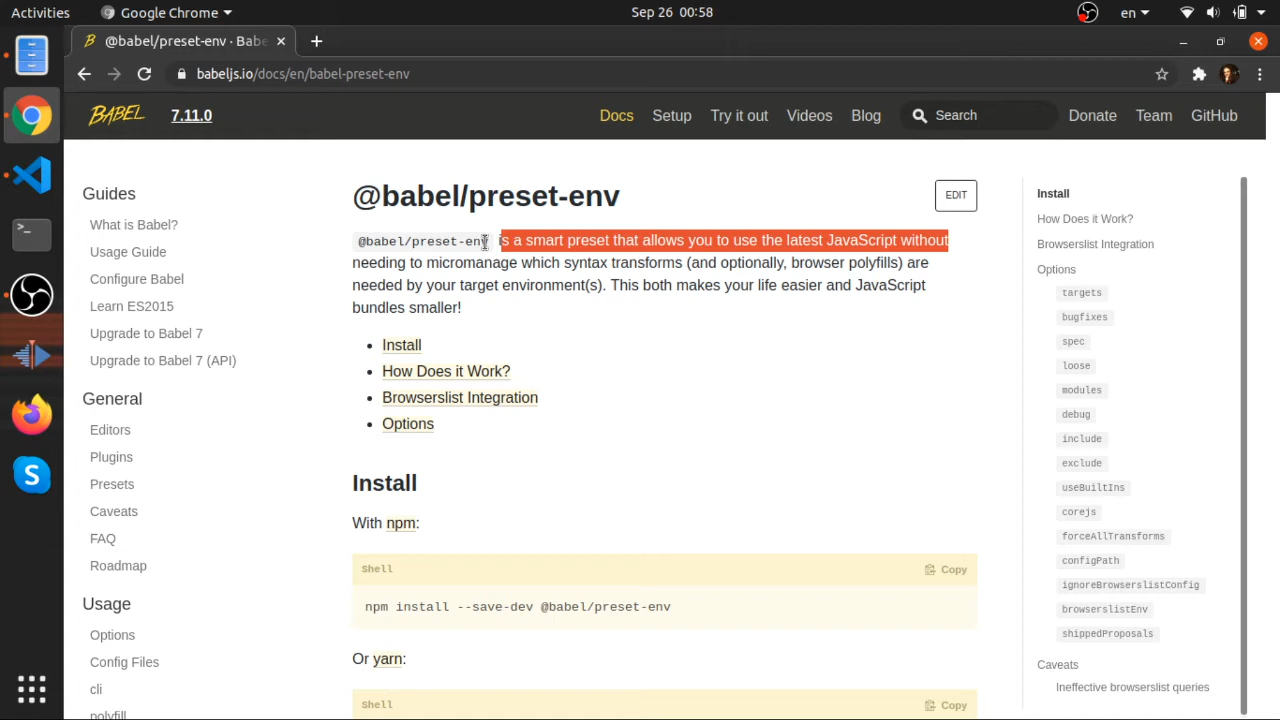 Activities
Google Chrome
Sep 26 00:58
en
@babel/preset-env · Babe
babeljs.io/docs/en/babel-preset-env
BABEL
7.11.0
Docs
Setup
Try it out
Videos
Blog
Search
Donate
Team
GitHub
Guides
What is Babel?
Usage Guide
Configure Babel
Learn ES2015
Upgrade to Babel 7
Upgrade to Babel 7 (API)
General
Editors
Plugins
Presets
Caveats
FAQ
Roadmap
Usage
Options
Config Files
cli
polyfill
@babel/preset-env
EDIT
@babel/preset-env is a smart preset that allows you to use the latest JavaScript without
needing to micromanage which syntax transforms (and optionally, browser polyfills) are
needed by your target environment(s). This both makes your life easier and JavaScript
bundles smaller!
Install
How Does it Work?
Browserslist Integration
Options
Install
With npm:
Shell
Copy
npm install --save-dev @babel/preset-env
Or yarn:
Shell
Copy
Install
How Does it Work?
Browserslist Integration
Options
targets
bugfixes
spec
loose
modules
debug
include
exclude
useBuiltIns
corejs
forceAllTransforms
configPath
ignoreBrowserslistConfig
browserslistEnv
shippedProposals
Caveats
Ineffective browserslist queries